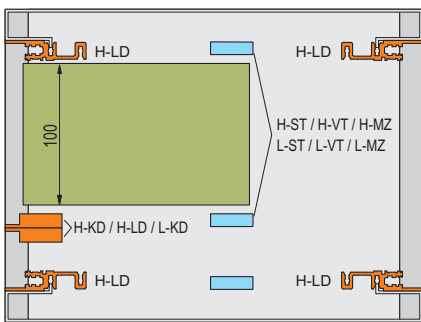 H-LD
H-LD
100
H-ST / H-VT / H-MZ
L-ST / L-VT / L-MZ
H-KD / H-LD / L-KD
H-LD
H-LD